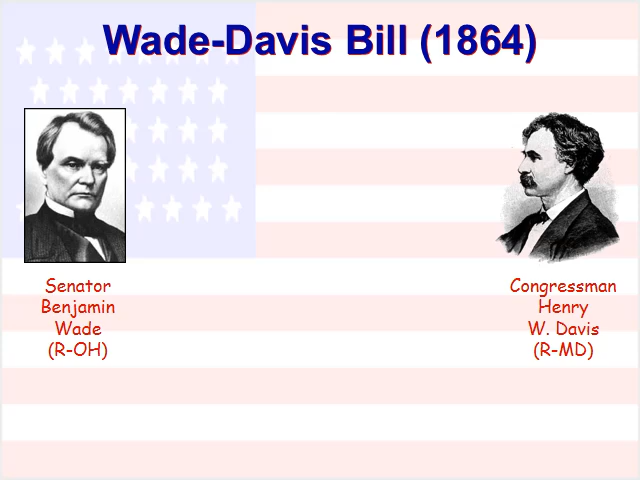 Wade-Davis Bill (1864)
Senator
Benjamin
Wade
(R-OH)
Congressman
Henry
W. Davis
(R-MD)